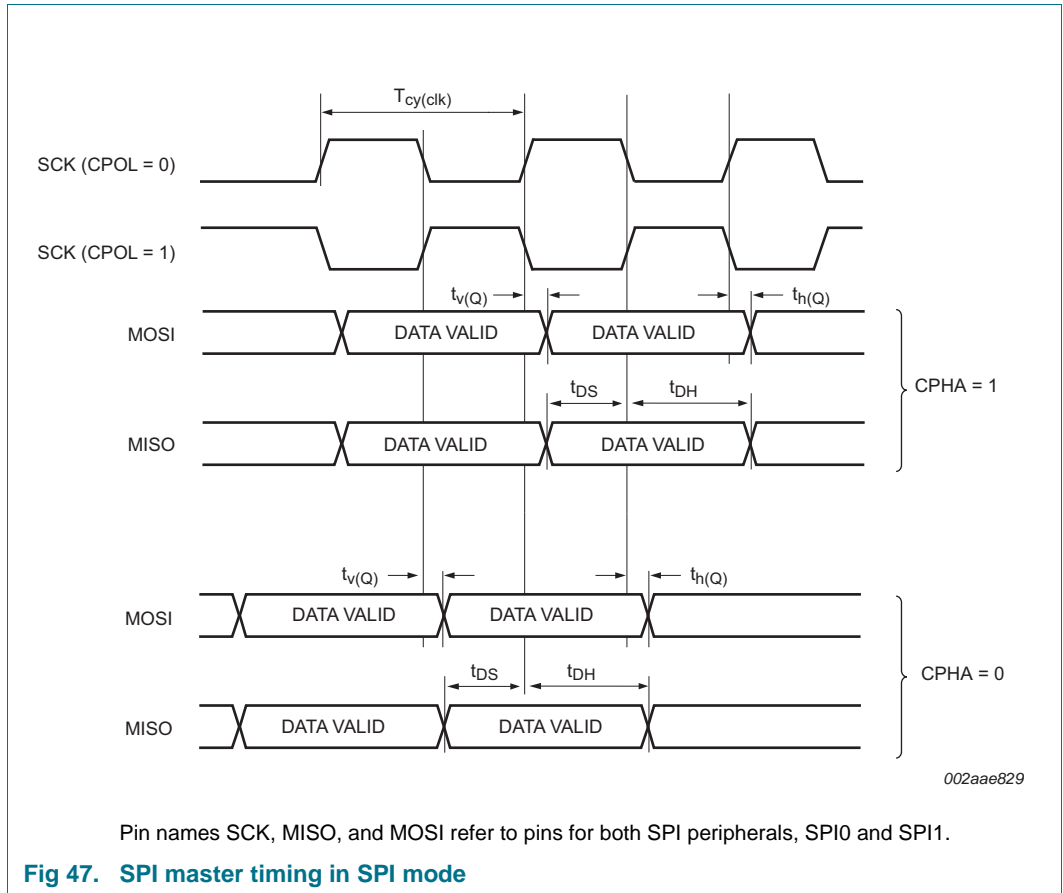 Tcy(clk)
SCK (CPOL = 0)
SCK (CPOL = 1)
tv(Q)
th(Q)
MOSI
DATA VALID
DATA VALID
tDS
tDH
CPHA = 1
MISO
DATA VALID
DATA VALID
tv(Q)
th(Q)
MOSI
DATA VALID
DATA VALID
tDS
tDH
CPHA = 0
MISO
DATA VALID
DATA VALID
002aae829
Pin names SCK, MISO, and MOSI refer to pins for both SPI peripherals, SPI0 and SPI1.
Fig 47. SPI master timing in SPI mode